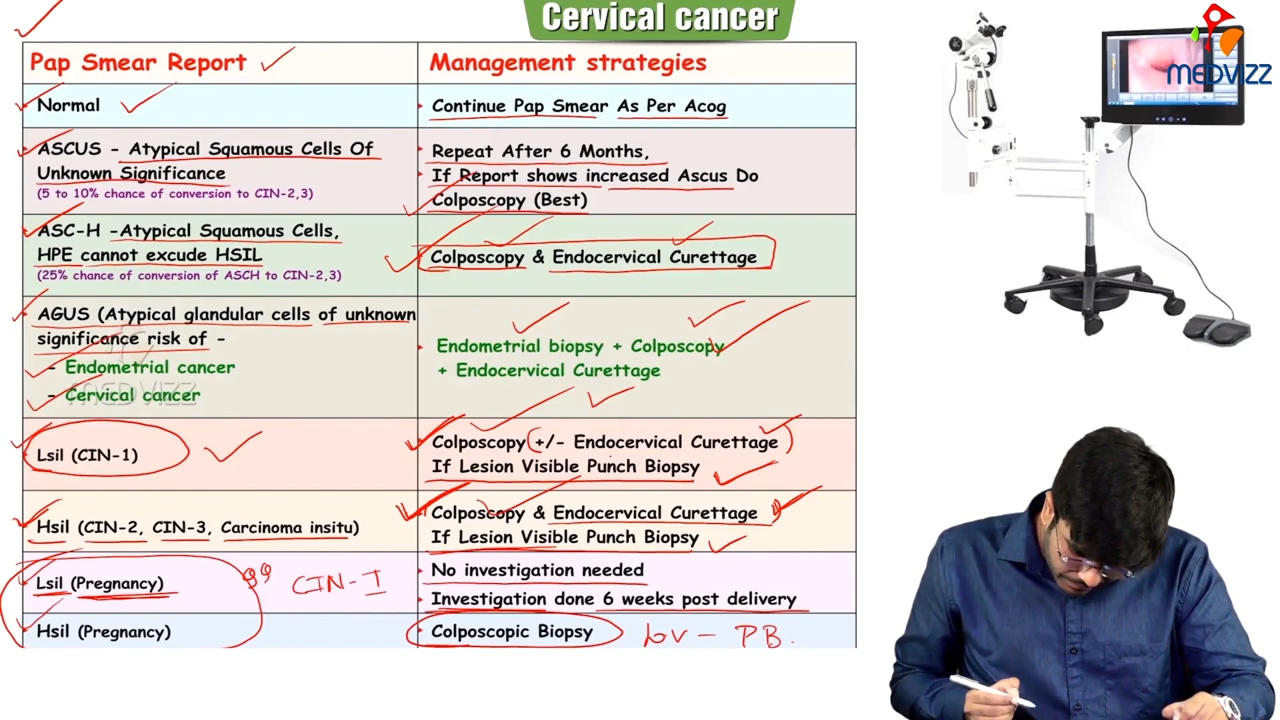 Cervical cancer
MEDVIZZ
Pap Smear Report
Management strategies
Normal
Continue Pap Smear As Per Acog
ASCUS - Atypical Squamous Cells Of
Unknown Significance
(5 to 10% chance of conversion to CIN-2,3)
Repeat After 6 Months,
If Report shows increased Ascus Do
Colposcopy (Best)
ASC-H -Atypical Squamous Cells,
HPE cannot excude HSIL
(25% chance of conversion of ASCH to CIN-2,3)
Colposcopy & Endocervical Curettage
AGUS (Atypical glandular cells of unknown
significance risk of -
- Endometrial cancer
- Cervical cancer
MEDVIZZ
Endometrial biopsy + Colposcopy
+ Endocervical Curettage
Lsil (CIN-1)
Colposcopy (+/- Endocervical Curettage)
If Lesion Visible Punch Biopsy
Hsil (CIN-2, CIN-3, Carcinoma insitu)
Colposcopy & Endocervical Curettage
If Lesion Visible Punch Biopsy
Lsil (Pregnancy)
CIN-I
No investigation needed
Investigation done 6 weeks post delivery
Hsil (Pregnancy)
Colposcopic Biopsy
LV - PB.